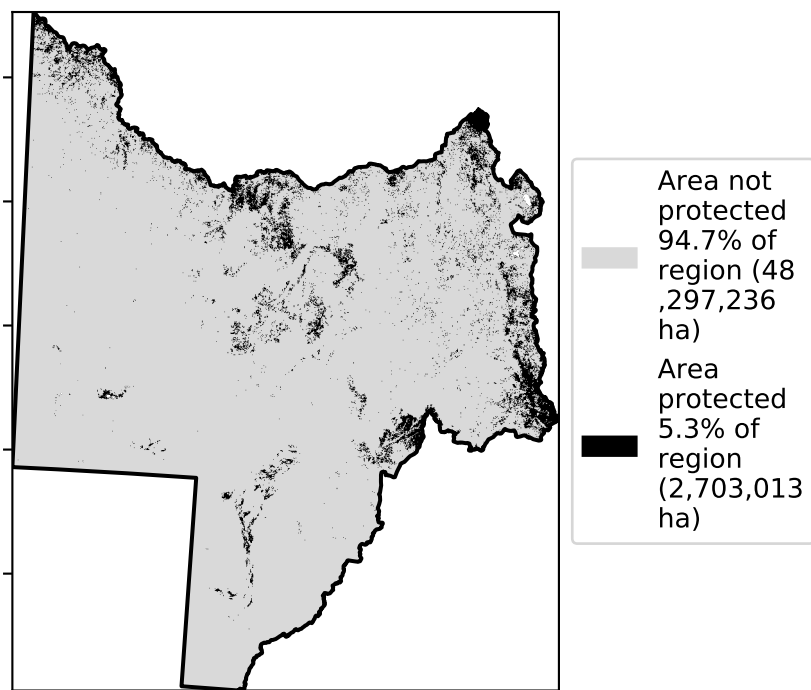 Area not
protected
94.7% of
region (48
,297,236
ha)
Area
protected
5.3% of
region
(2,703,013
ha)